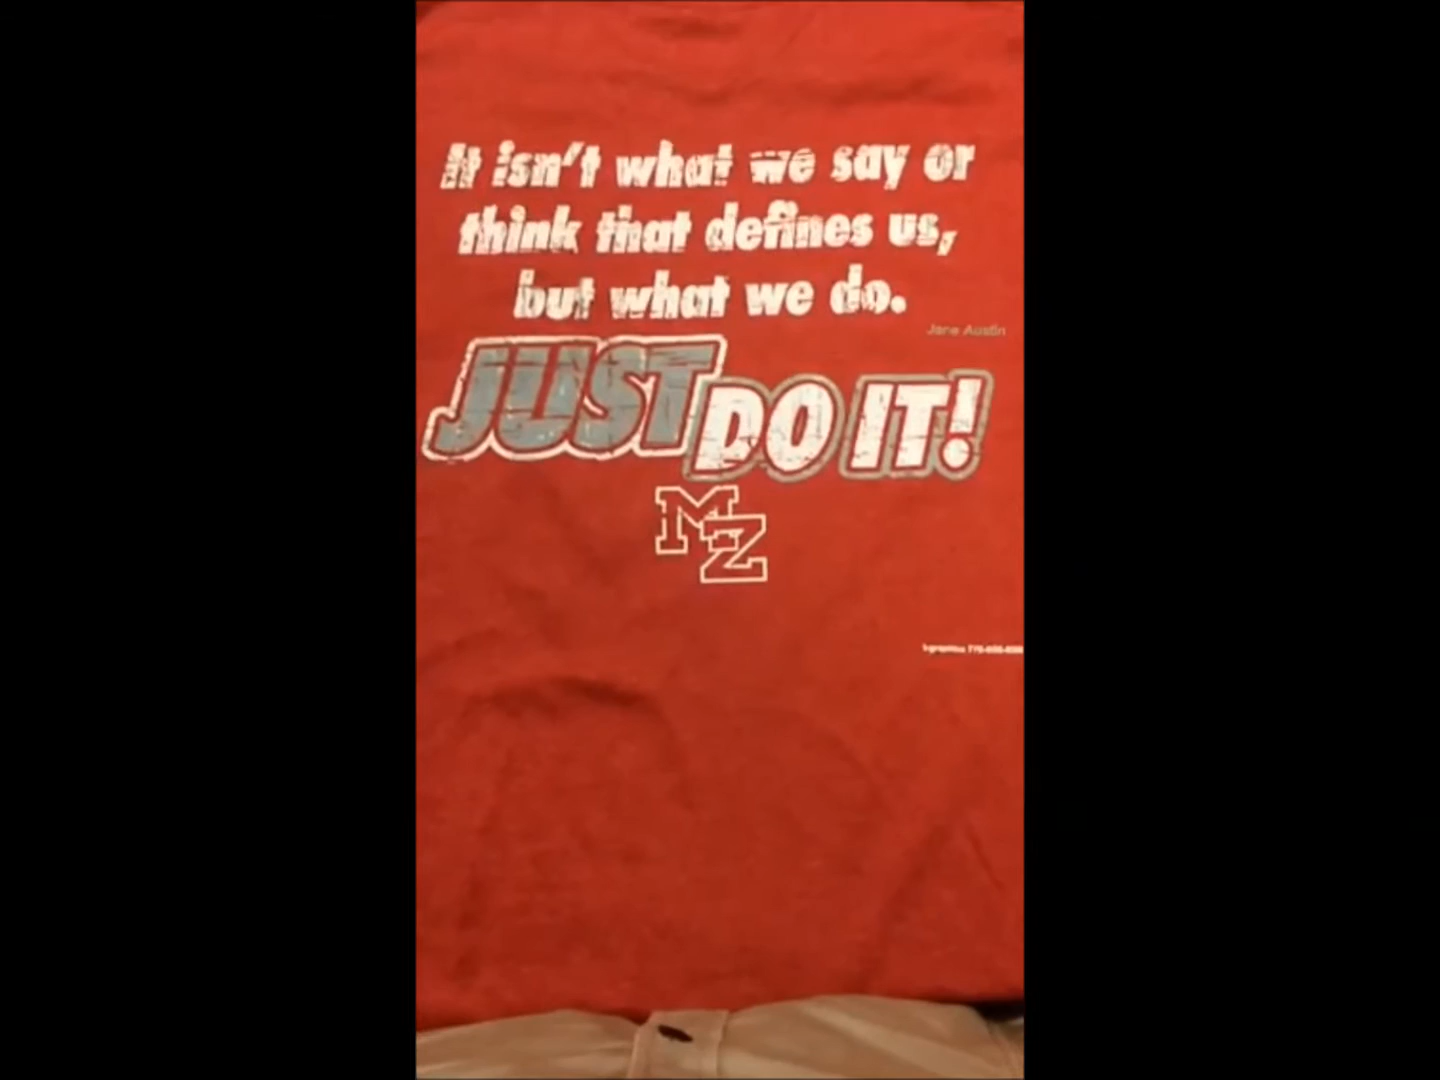 It isn't what we say or
think that defines us,
but what we do.
Jane Austin
JUST DO IT!
MZ